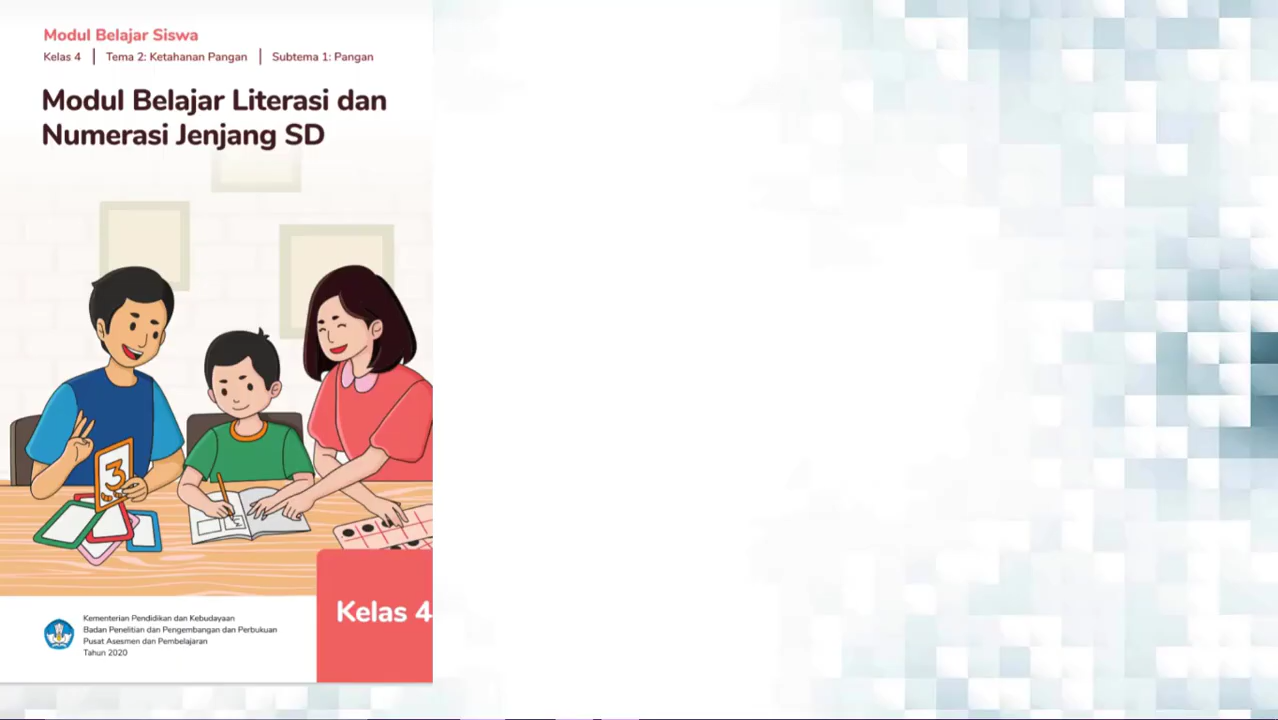 Modul Belajar Siswa
Kelas 4 | Tema 2: Ketahanan Pangan | Subtema 1: Pangan
Modul Belajar Literasi dan
Numerasi Jenjang SD
3
Kelas 4
Kementerian Pendidikan dan Kebudayaan
Badan Penelitian dan Pengembangan dan Perbukuan
Pusat Asesmen dan Pembelajaran
Tahun 2020